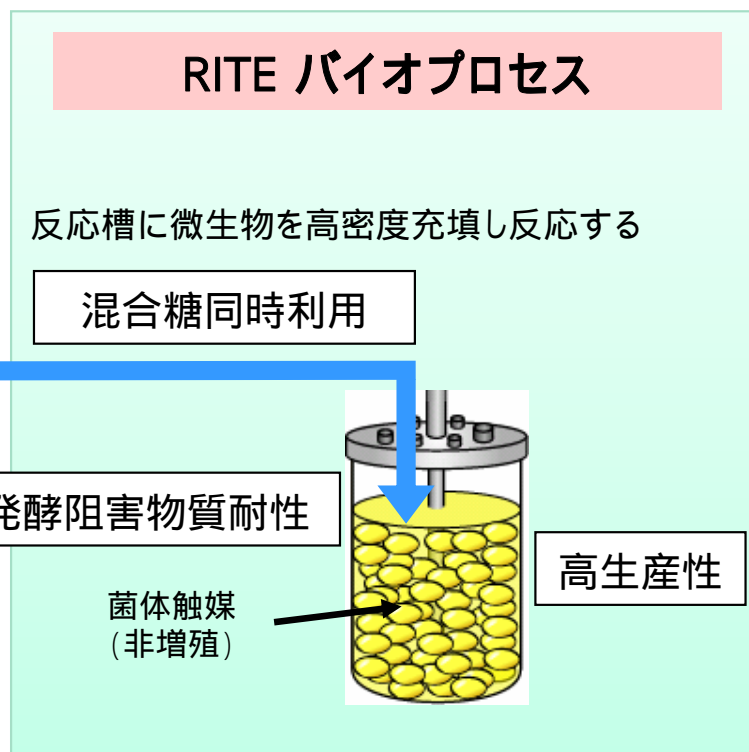 RITE バイオプロセス
反応槽に微生物を高密度充填し反応する
混合糖同時利用
発酵阻害物質耐性
高生産性
菌体触媒
(非増殖)